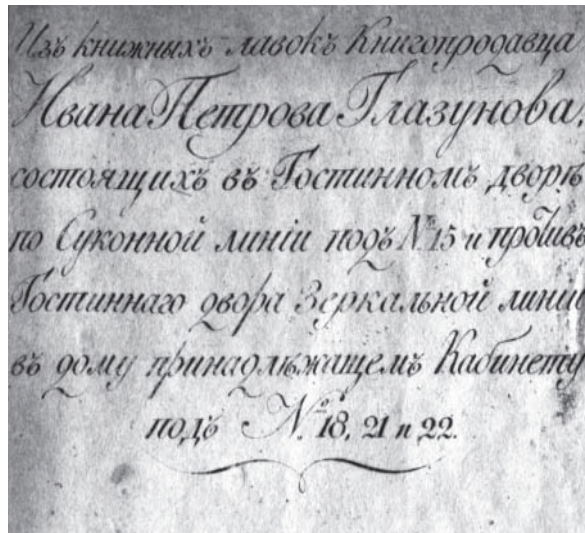 Изъ книжныхъ лавокъ Книгопродавца
Ивана Петрова Глазунова,
состоящихъ въ Гостинномъ дворѣ
по Суконной линіи подъ № 15 и противъ
Гостиннаго двора Зеркальной линіи
въ дому принадлѣжащемъ Кабинету
подъ № 18, 21 и 22.